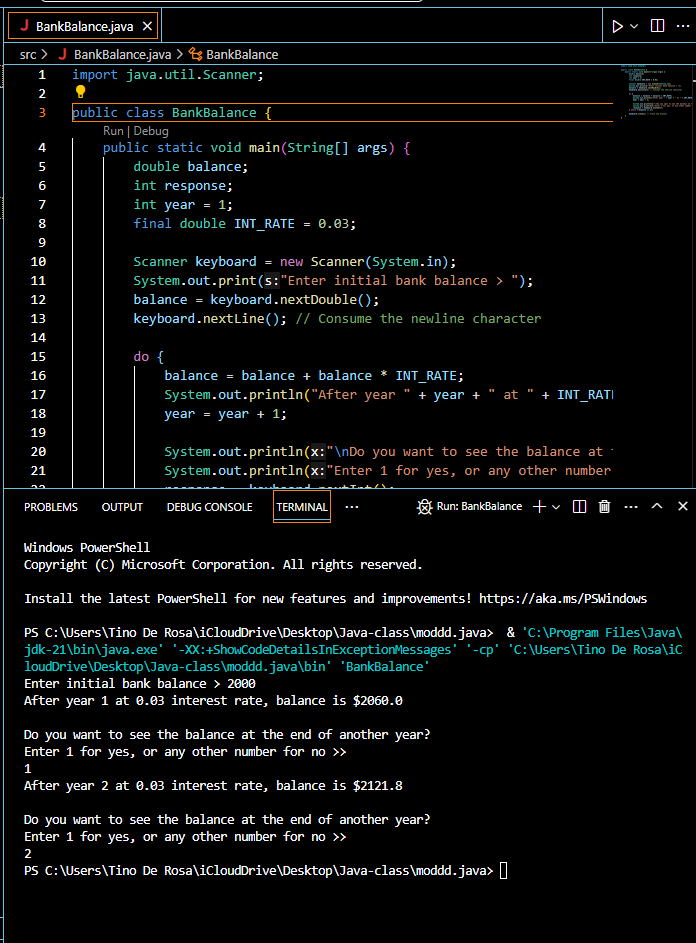 J BankBalance.java ×
src > J BankBalance.java > BankBalance
1 import java.util.Scanner;
2
3 public class BankBalance {
Run | Debug
4 public static void main(String[] args) {
5 double balance;
6 int response;
7 int year = 1;
8 final double INT_RATE = 0.03;
9
10 Scanner keyboard = new Scanner(System.in);
11 System.out.print(s:"Enter initial bank balance > ");
12 balance = keyboard.nextDouble();
13 keyboard.nextLine(); // Consume the newline character
14
15 do {
16 balance = balance + balance * INT_RATE;
17 System.out.println("After year " + year + " at " + INT_RAT
18 year = year + 1;
19
20 System.out.println(x:"\nDo you want to see the balance at
21 System.out.println(x:"Enter 1 for yes, or any other number
22 response = keyboard.nextInt();
PROBLEMS OUTPUT DEBUG CONSOLE TERMINAL ··· Run: BankBalance
Windows PowerShell
Copyright (C) Microsoft Corporation. All rights reserved.
Install the latest PowerShell for new features and improvements! https://aka.ms/PSWindows
PS C:\Users\Tino De Rosa\iCloudDrive\Desktop\Java-class\moddd.java> & 'C:\Program Files\Java\
jdk-21\bin\java.exe' '-XX:+ShowCodeDetailsInExceptionMessages' '-cp' 'C:\Users\Tino De Rosa\iC
loudDrive\Desktop\Java-class\moddd.java\bin' 'BankBalance'
Enter initial bank balance > 2000
After year 1 at 0.03 interest rate, balance is $2060.0
Do you want to see the balance at the end of another year?
Enter 1 for yes, or any other number for no >>
1
After year 2 at 0.03 interest rate, balance is $2121.8
Do you want to see the balance at the end of another year?
Enter 1 for yes, or any other number for no >>
2
PS C:\Users\Tino De Rosa\iCloudDrive\Desktop\Java-class\moddd.java>